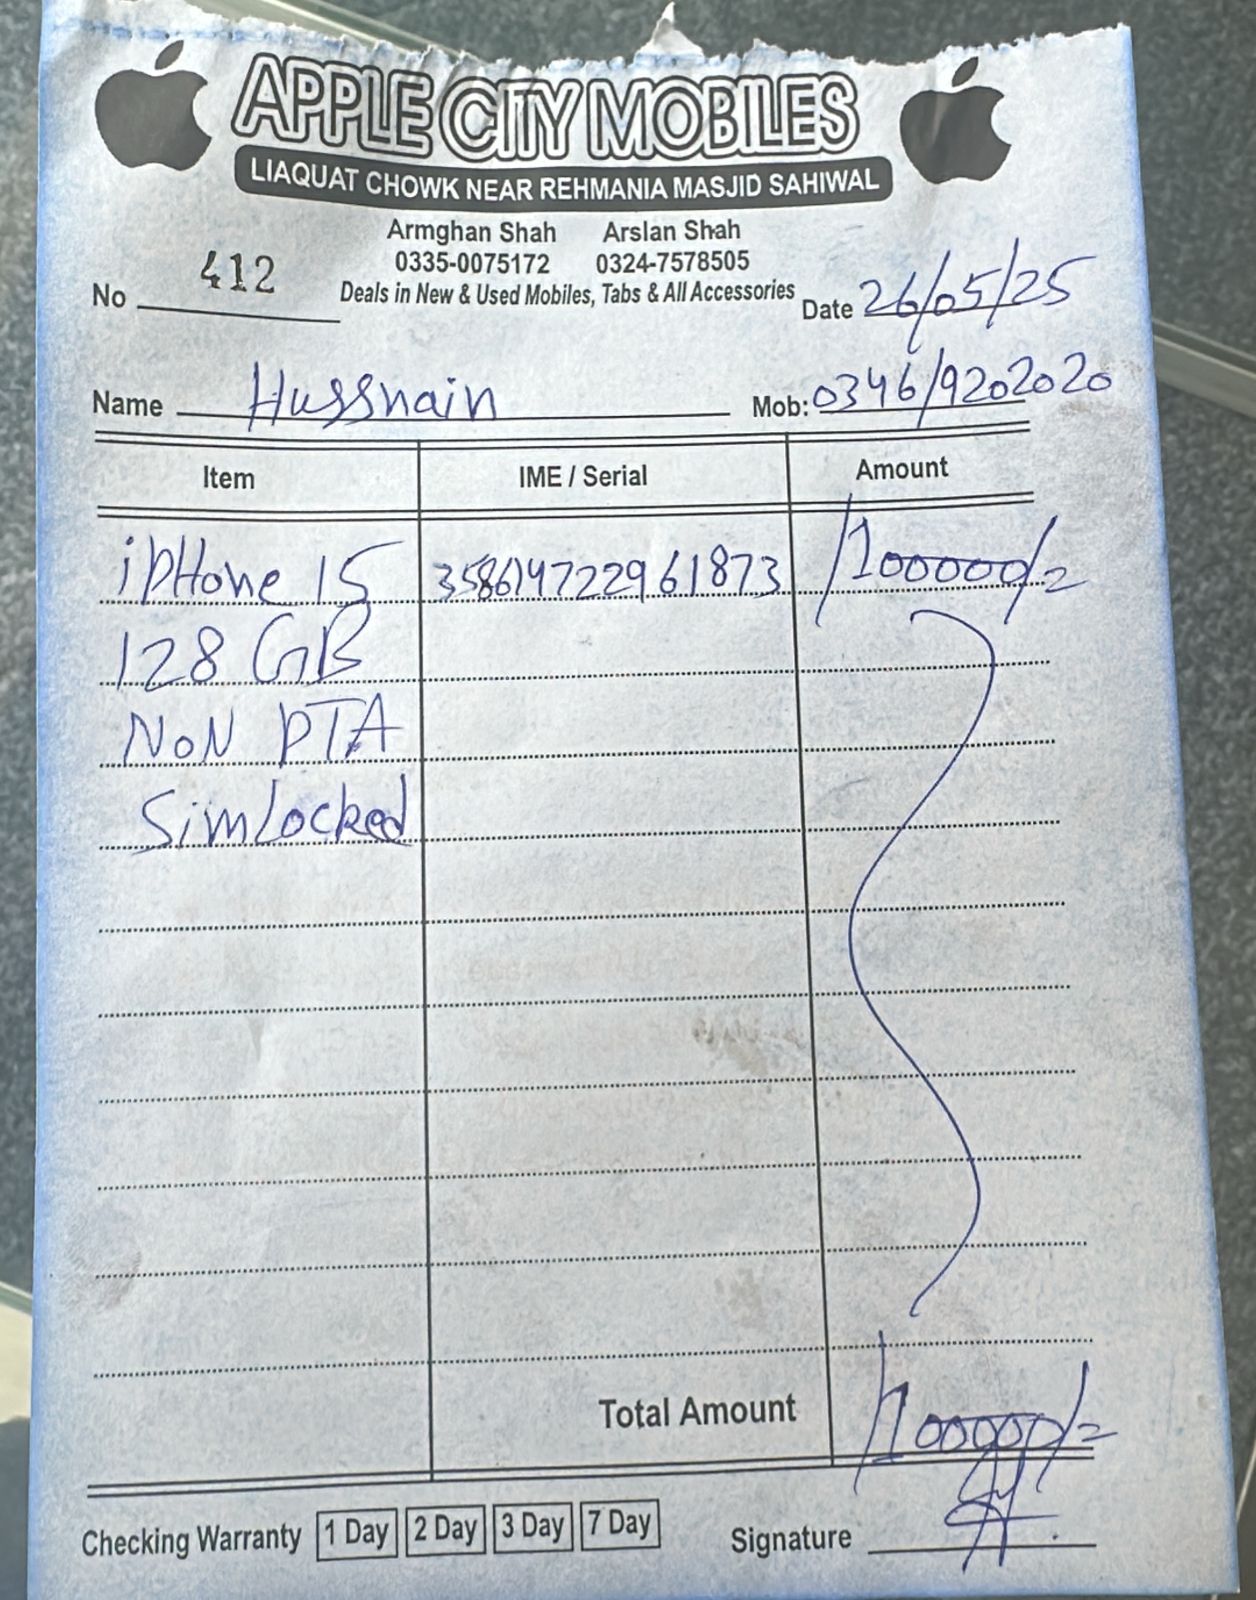 APPLE CITY MOBILES
LIAQUAT CHOWK NEAR REHMANIA MASJID SAHIWAL
Armghan Shah Arslan Shah
0335-0075172 0324-7578505
No 412 Deals in New & Used Mobiles, Tabs & All Accessories Date 26/05/25
Name Hussnain Mob: 0346/9202020
Item IME / Serial Amount
ipHone 15 358614722961873 /100000/=
128 GB
NoN PTA
Simlocked
Total Amount /100000/=
Checking Warranty 1 Day 2 Day 3 Day 7 Day Signature